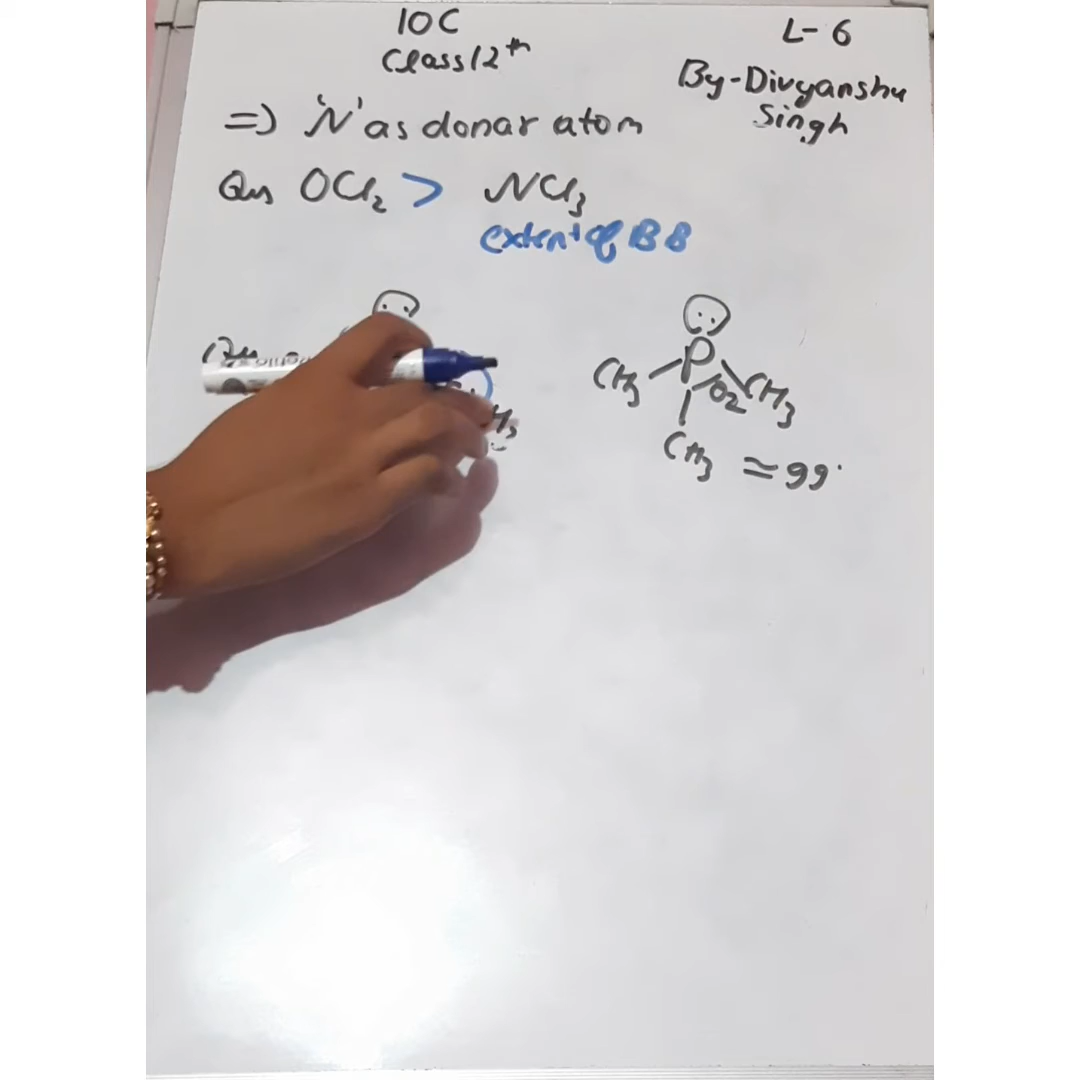 IOC
Class 12th
L-6
By-Divyanshu
Singh
=> 'N' as donar atom
Qus OCl2 > NCl3
extent of BB
P
CH3 O2 CH3
CH3 ≈99°